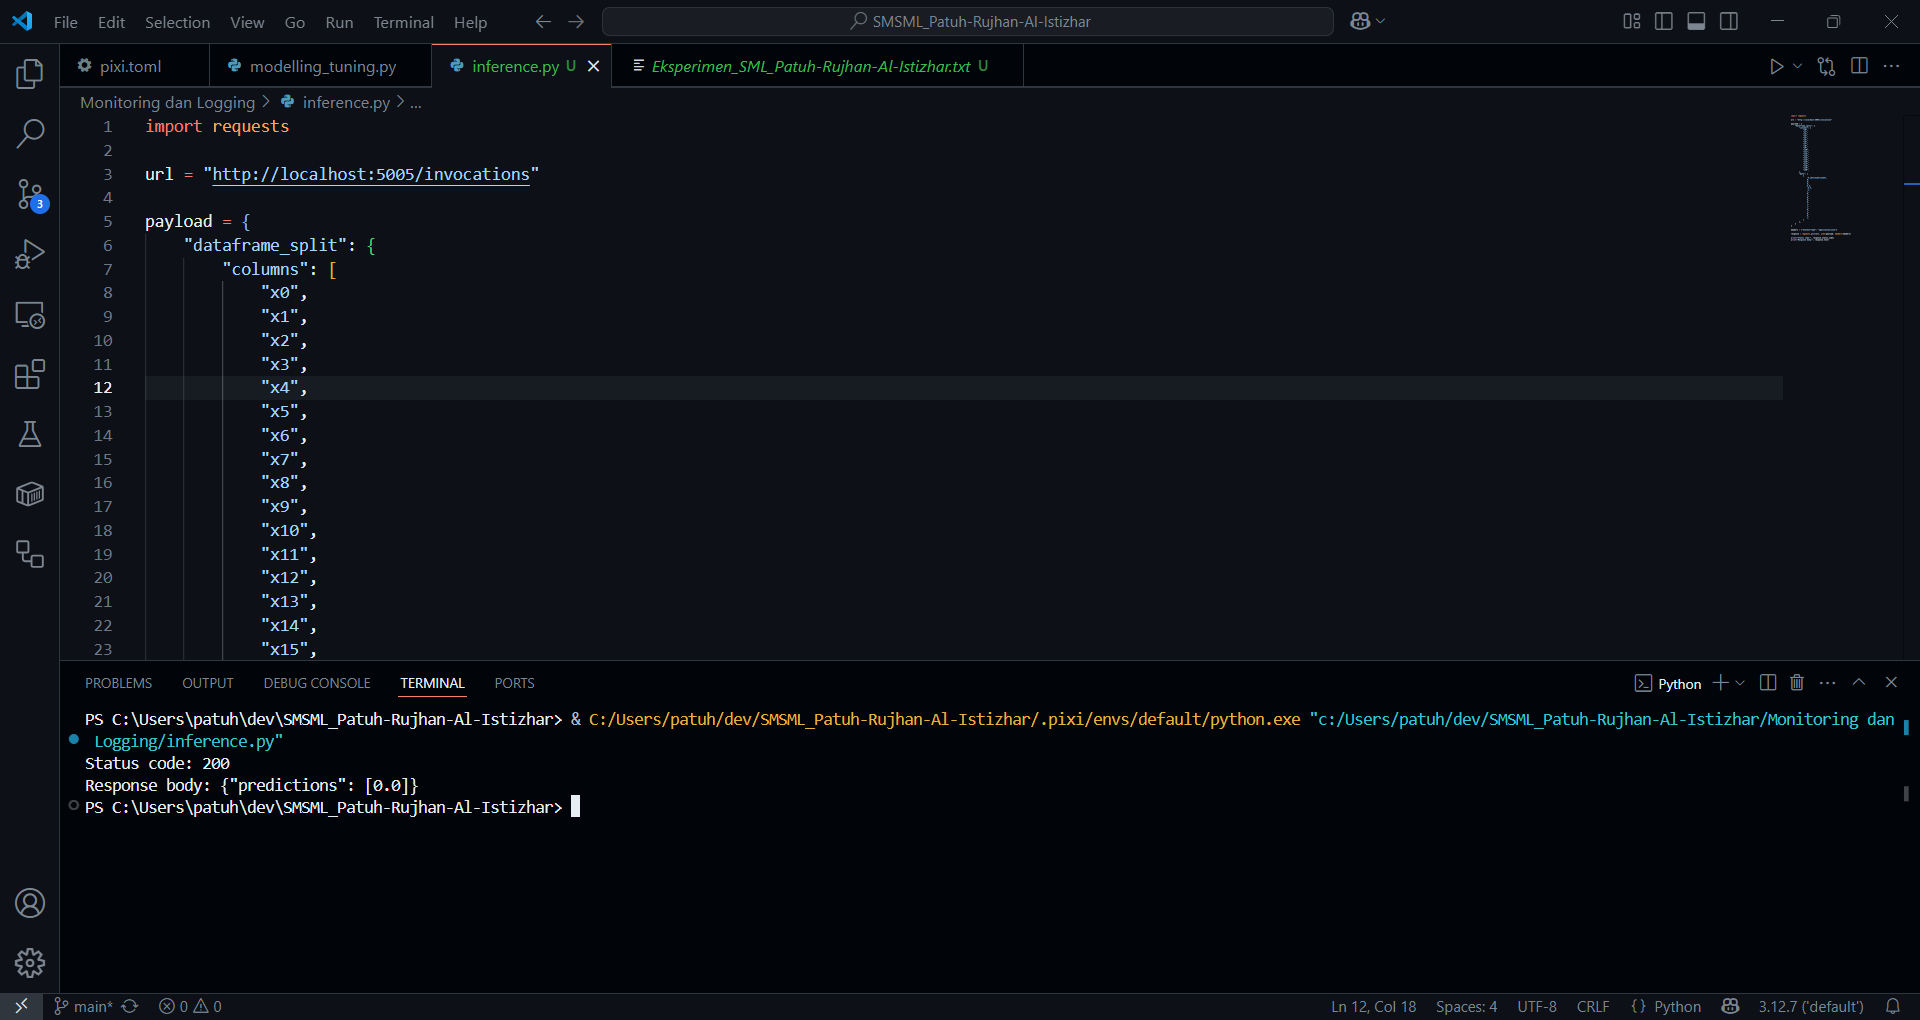 File Edit Selection View Go Run Terminal Help
SMSML_Patuh-Rujhan-Al-Istizhar
pixi.toml
modelling_tuning.py
inference.py U
Eksperimen_SML_Patuh-Rujhan-Al-Istizhar.txt U
Monitoring dan Logging > inference.py > ...
1 import requests
2
3 url = "http://localhost:5005/invocations"
4
5 payload = {
6 "dataframe_split": {
7 "columns": [
8 "x0",
9 "x1",
10 "x2",
11 "x3",
12 "x4",
13 "x5",
14 "x6",
15 "x7",
16 "x8",
17 "x9",
18 "x10",
19 "x11",
20 "x12",
21 "x13",
22 "x14",
23 "x15",
3
PROBLEMS OUTPUT DEBUG CONSOLE TERMINAL PORTS
Python
PS C:\Users\patuh\dev\SMSML_Patuh-Rujhan-Al-Istizhar> & C:/Users/patuh/dev/SMSML_Patuh-Rujhan-Al-Istizhar/.pixi/envs/default/python.exe "c:/Users/patuh/dev/SMSML_Patuh-Rujhan-Al-Istizhar/Monitoring dan
Logging/inference.py"
Status code: 200
Response body: {"predictions": [0.0]}
PS C:\Users\patuh\dev\SMSML_Patuh-Rujhan-Al-Istizhar>
main* 0 0
Ln 12, Col 18 Spaces: 4 UTF-8 CRLF {} Python 3.12.7 ('default')